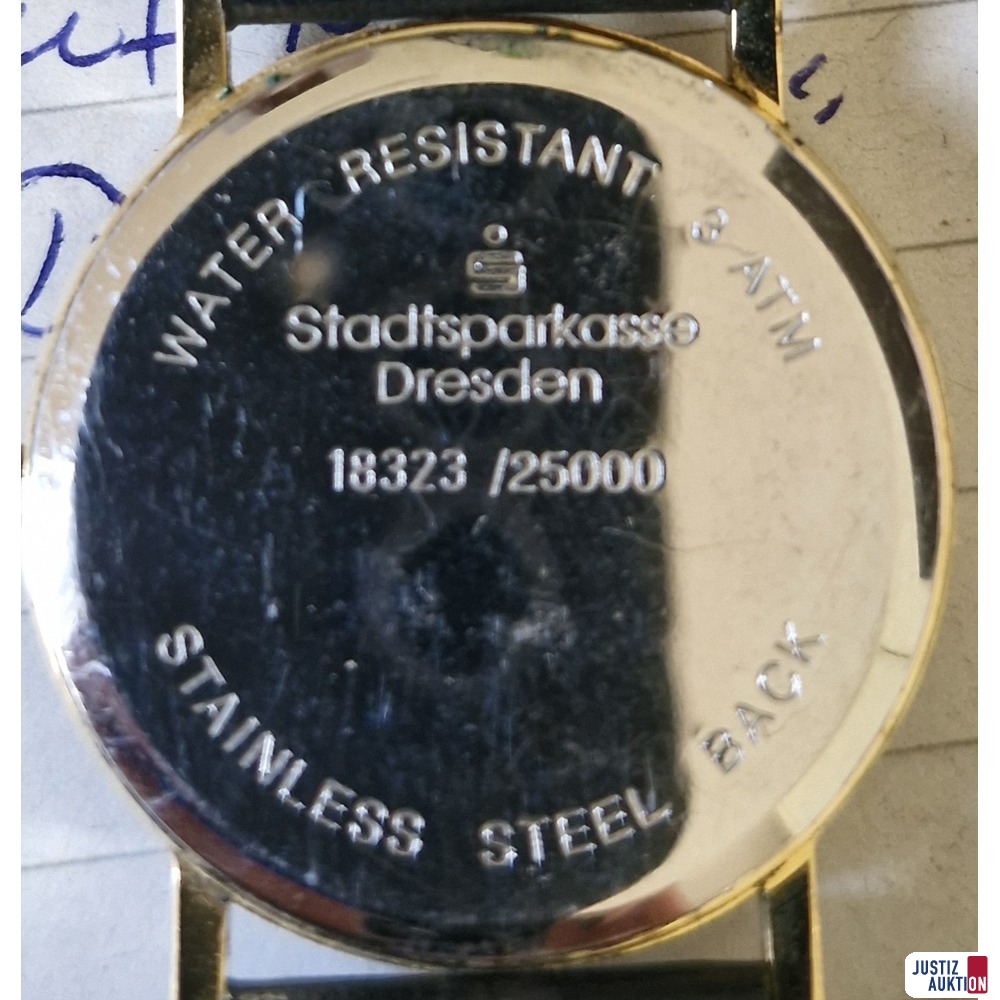 WATER RESISTANT 3 ATM
Stadtsparkasse
Dresden
18323 /25000
STAINLESS STEEL BACK
JUSTIZ
AUKTION